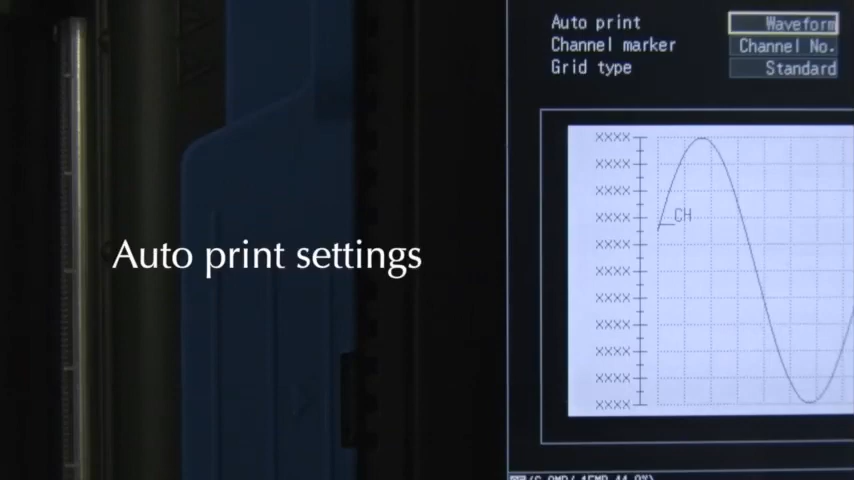 Auto print
Waveform
Channel marker
Channel No.
Grid type
Standard
XXXX
XXXX
XXXX
XXXX
CH
XXXX
XXXX
XXXX
XXXX
XXXX
XXXX
XXXX
Auto print settings